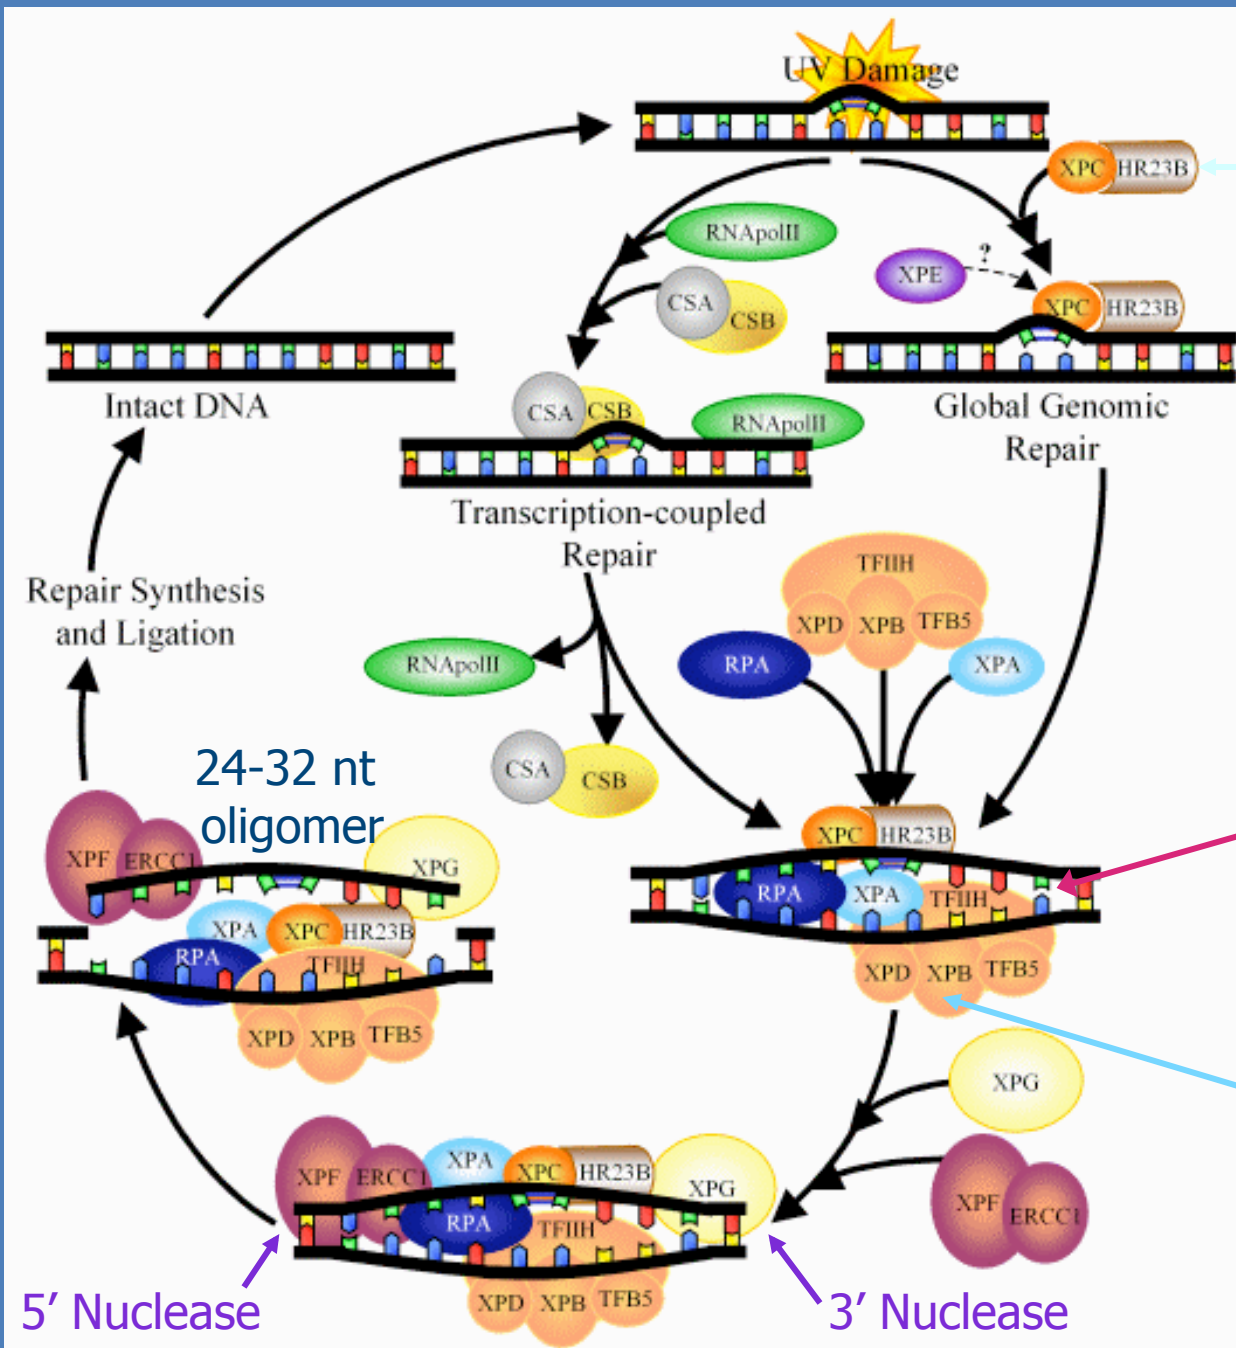 UV Damage
XPC
HR23B
RNApolII
CSA
CSB
XPE
?
XPC
HR23B
Intact DNA
CSA
CSB
RNApolII
Global Genomic
Repair
Transcription-coupled
Repair
TFIIH
XPD
XPB
TFB5
RPA
XPA
Repair Synthesis
and Ligation
RNApolII
CSA
CSB
24-32 nt
oligomer
XPF
ERCC1
XPG
XPA
XPC
HR23B
RPA
TFIIH
XPD
XPB
TFB5
XPC
HR23B
RPA
XPA
TFIIH
XPD
XPB
TFB5
XPG
XPF
ERCC1
XPF
ERCC1
XPA
XPC
HR23B
XPG
RPA
TFIIH
XPD
XPB
TFB5
5’ Nuclease
3’ Nuclease